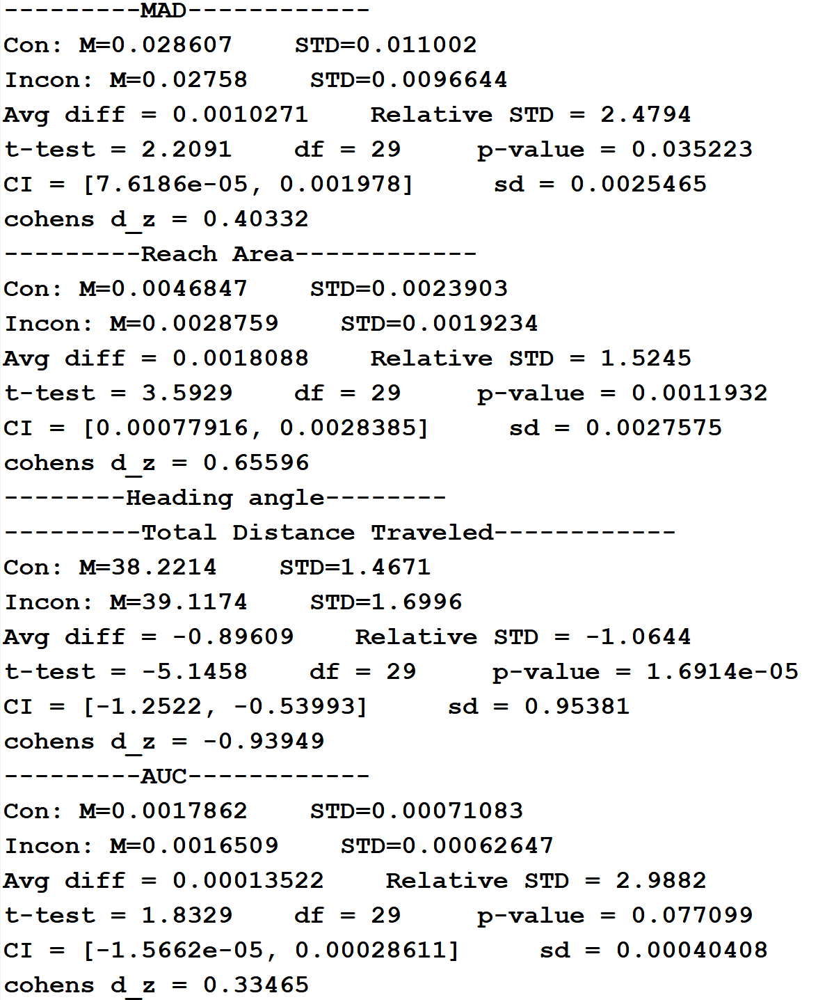 ---------MAD------------
Con: M=0.028607    STD=0.011002
Incon: M=0.02758    STD=0.0096644
Avg diff = 0.0010271    Relative STD = 2.4794
t-test = 2.2091    df = 29     p-value = 0.035223
CI = [7.6186e-05, 0.001978]     sd = 0.0025465
cohens d_z = 0.40332
---------Reach Area------------
Con: M=0.0046847    STD=0.0023903
Incon: M=0.0028759    STD=0.0019234
Avg diff = 0.0018088    Relative STD = 1.5245
t-test = 3.5929    df = 29     p-value = 0.0011932
CI = [0.00077916, 0.0028385]     sd = 0.0027575
cohens d_z = 0.65596
--------Heading angle--------
---------Total Distance Traveled------------
Con: M=38.2214    STD=1.4671
Incon: M=39.1174    STD=1.6996
Avg diff = -0.89609    Relative STD = -1.0644
t-test = -5.1458    df = 29     p-value = 1.6914e-05
CI = [-1.2522, -0.53993]     sd = 0.95381
cohens d_z = -0.93949
---------AUC------------
Con: M=0.0017862    STD=0.00071083
Incon: M=0.0016509    STD=0.00062647
Avg diff = 0.00013522    Relative STD = 2.9882
t-test = 1.8329    df = 29     p-value = 0.077099
CI = [-1.5662e-05, 0.00028611]     sd = 0.00040408
cohens d_z = 0.33465